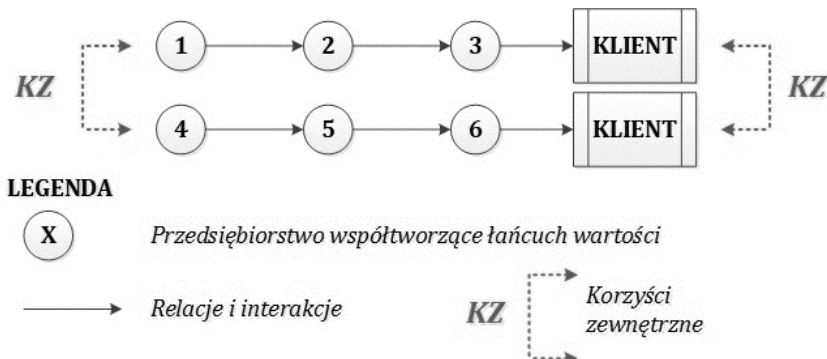 1 2 3 KLIENT
KZ KZ
4 5 6 KLIENT
LEGENDA
X Przedsiębiorstwo współtworzące łańcuch wartości
Relacje i interakcje
KZ Korzyści
zewnętrzne